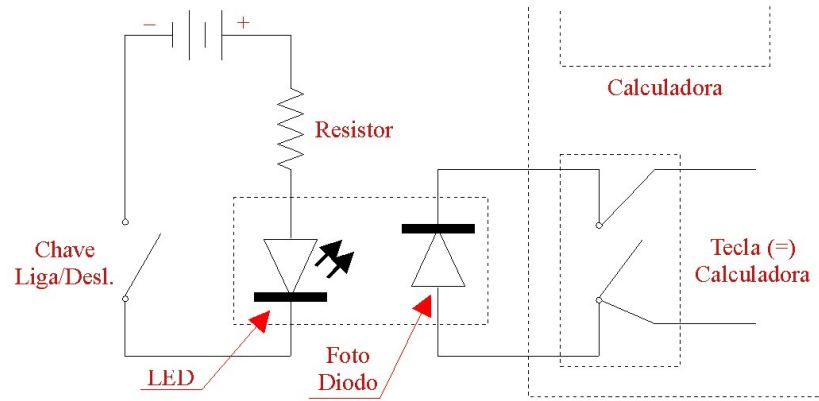 − +
Calculadora
Resistor
Chave
Liga/Desl.
Tecla (=)
Calculadora
LED
Foto
Diodo